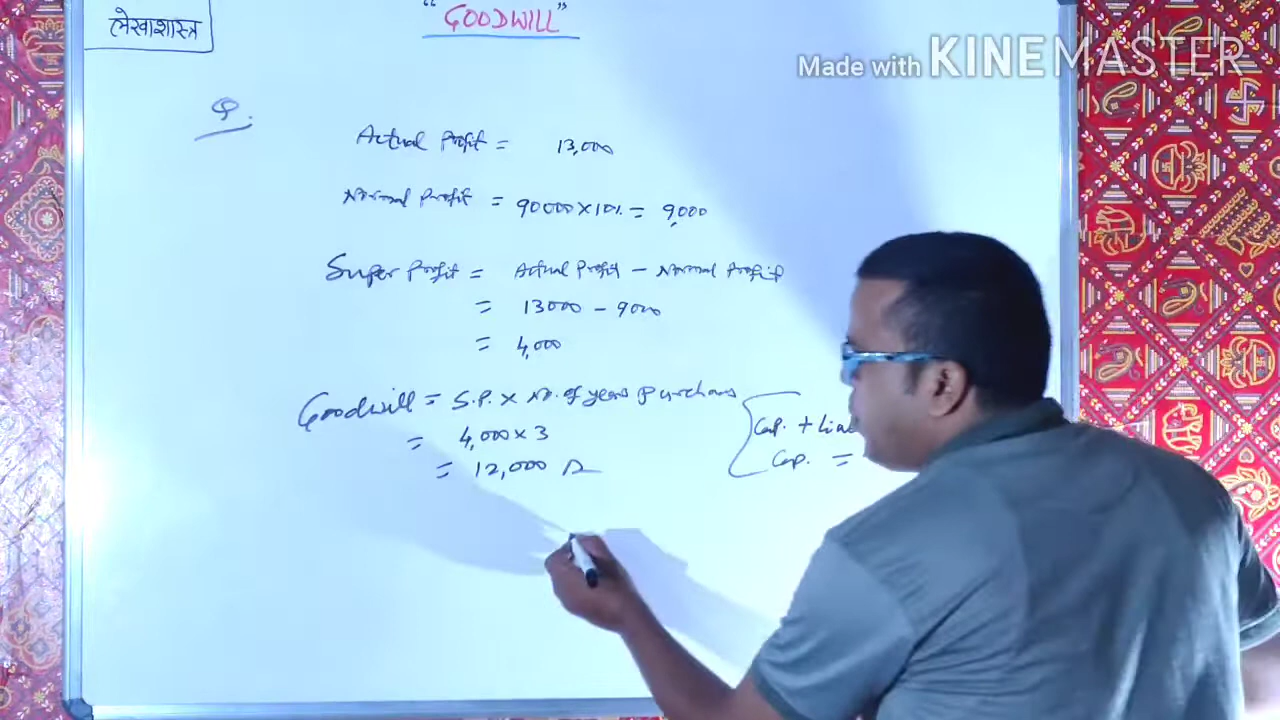 लेखाशास्त्र
"GOODWILL"
Made with KINEMASTER
Q.
Actual Profit = 13,000
Normal Profit = 90000 × 10% = 9,000
Super Profit = Actual Profit - Normal Profit
= 13000 - 9000
= 4,000
Goodwill = S.P. × No. of years purchase
= 4,000 × 3
= 12,000
Cap. +
Cap. =